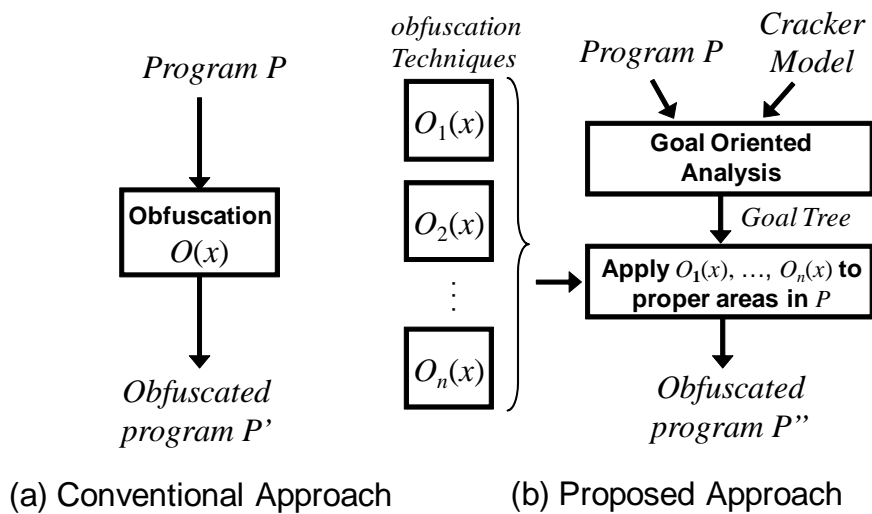 Program P
Obfuscation
O(x)
Obfuscated
program P’
(a) Conventional Approach
obfuscation
Techniques
O1(x)
O2(x)
⋮
On(x)
Program P
Cracker
Model
Goal Oriented
Analysis
Goal Tree
Apply O1(x), …, On(x) to
proper areas in P
Obfuscated
program P’’
(b) Proposed Approach